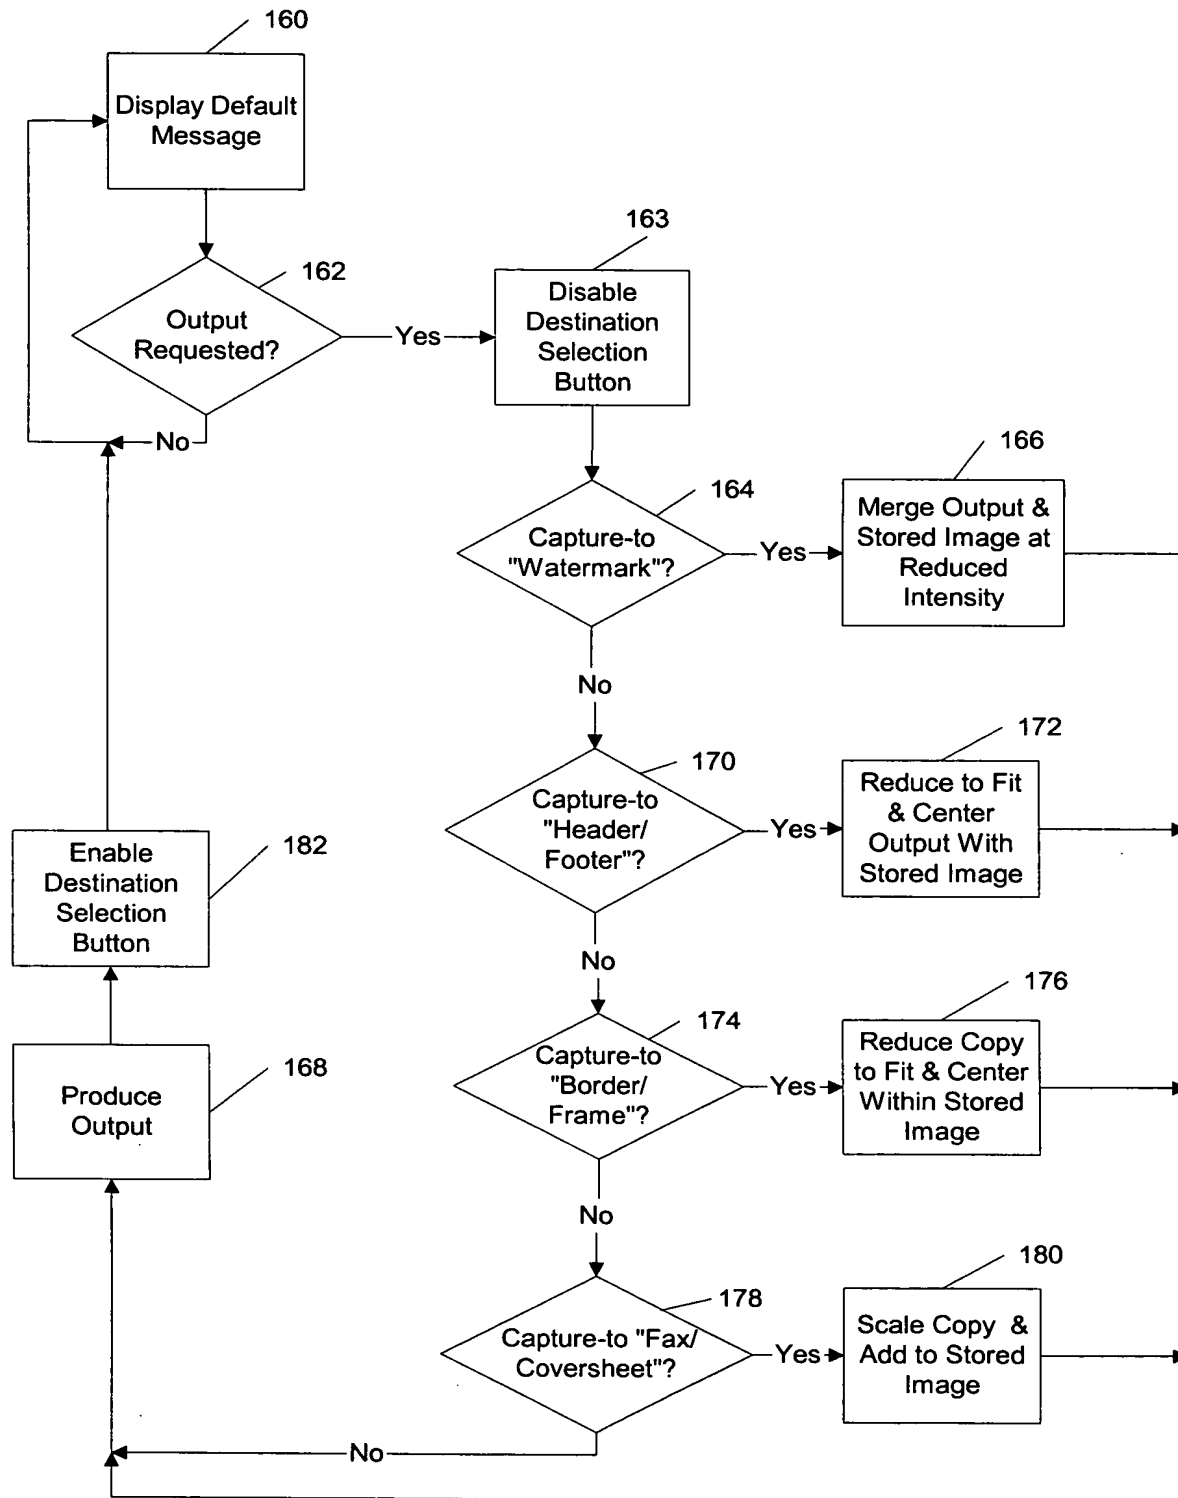 160
Display Default
Message
162
Output
Requested?
Yes
No
163
Disable
Destination
Selection
Button
164
Capture-to
"Watermark"?
Yes
No
166
Merge Output &
Stored Image at
Reduced
Intensity
170
Capture-to
"Header/
Footer"?
Yes
No
172
Reduce to Fit
& Center
Output With
Stored Image
174
Capture-to
"Border/
Frame"?
Yes
No
176
Reduce Copy
to Fit & Center
Within Stored
Image
178
Capture-to "Fax/
Coversheet"?
Yes
No
180
Scale Copy &
Add to Stored
Image
168
Produce
Output
182
Enable
Destination
Selection
Button